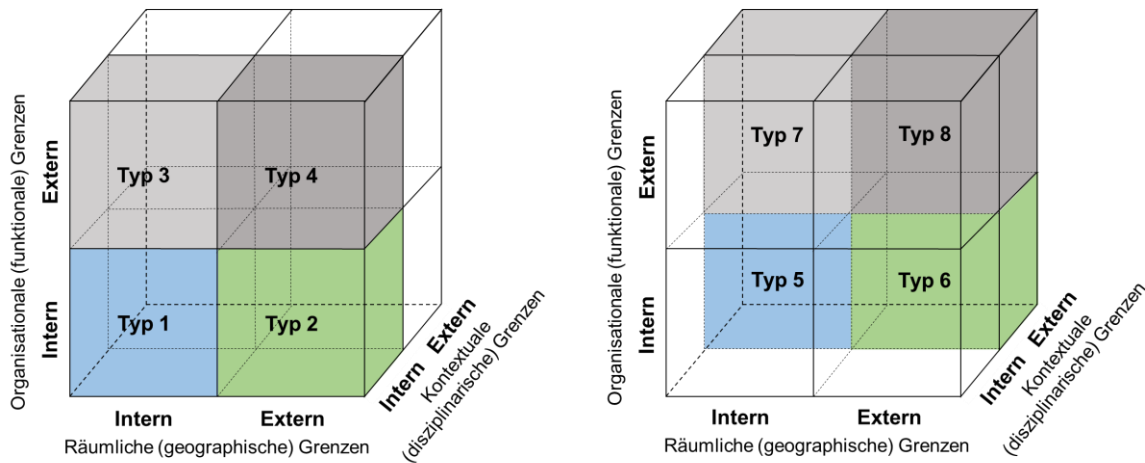 Organisationale (funktionale) Grenzen
Extern
Intern
Typ 3
Typ 4
Typ 1
Typ 2
Intern
Extern
Räumliche (geographische) Grenzen
Intern Extern
Kontextuale
(disziplinarische) Grenzen
Organisationale (funktionale) Grenzen
Extern
Intern
Typ 7
Typ 8
Typ 5
Typ 6
Intern
Extern
Räumliche (geographische) Grenzen
Intern Extern
Kontextuale
(disziplinarische) Grenzen